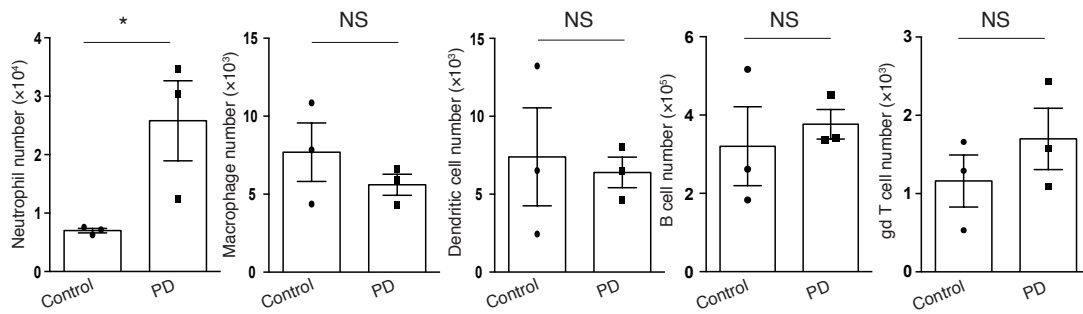 *
Neutrophil number (×10⁴)
4
3
2
1
0
Control
PD
NS
Macrophage number (×10³)
15
10
5
0
Control
PD
NS
Dendritic cell number (×10³)
15
10
5
0
Control
PD
NS
B cell number (×10⁵)
6
4
2
0
Control
PD
NS
gd T cell number (×10³)
3
2
1
0
Control
PD